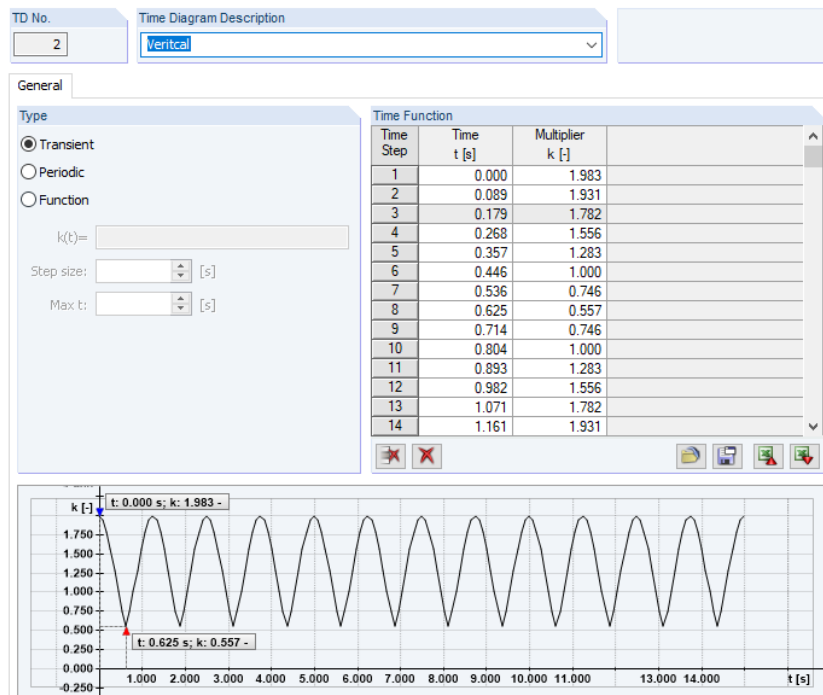 TD No.
Time Diagram Description
2
Veritcal
General
Type
Time Function
Transient
Periodic
Function
k(t)=
Step size: [s]
Max t: [s]
Time Time Multiplier
Step t [s] k [-]
1 0.000 1.983
2 0.089 1.931
3 0.179 1.782
4 0.268 1.556
5 0.357 1.283
6 0.446 1.000
7 0.536 0.746
8 0.625 0.557
9 0.714 0.746
10 0.804 1.000
11 0.893 1.283
12 0.982 1.556
13 1.071 1.782
14 1.161 1.931
k [-]
t: 0.000 s; k: 1.983 -
1.750
1.500
1.250
1.000
0.750
0.500
t: 0.625 s; k: 0.557 -
0.250
0.000
1.000 2.000 3.000 4.000 5.000 6.000 7.000 8.000 9.000 10.000 11.000 13.000 14.000 t [s]
-0.250